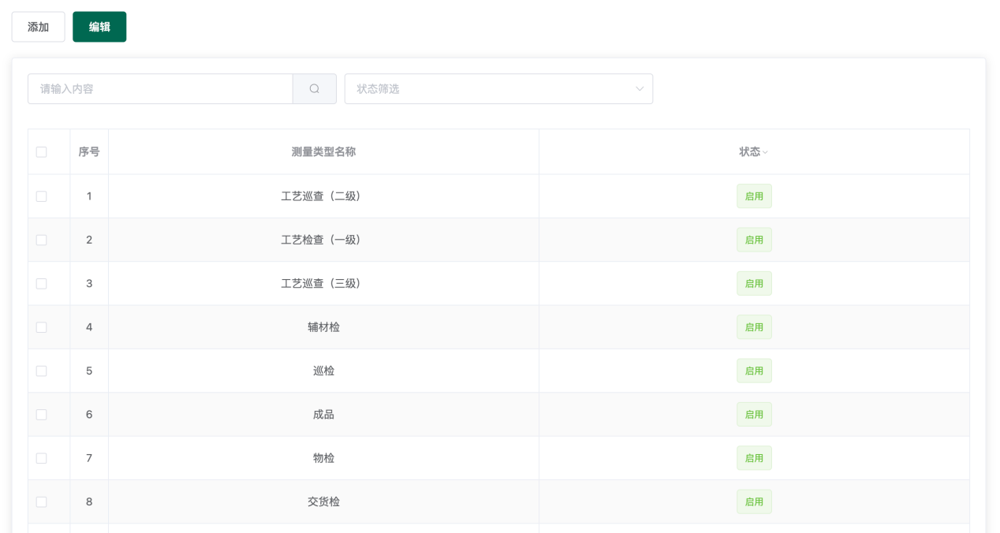 添加 编辑
请输入内容 状态筛选
序号 测量类型名称 状态
1 工艺巡查（二级） 启用
2 工艺检查（一级） 启用
3 工艺巡查（三级） 启用
4 辅材检 启用
5 巡检 启用
6 成品 启用
7 物检 启用
8 交货检 启用